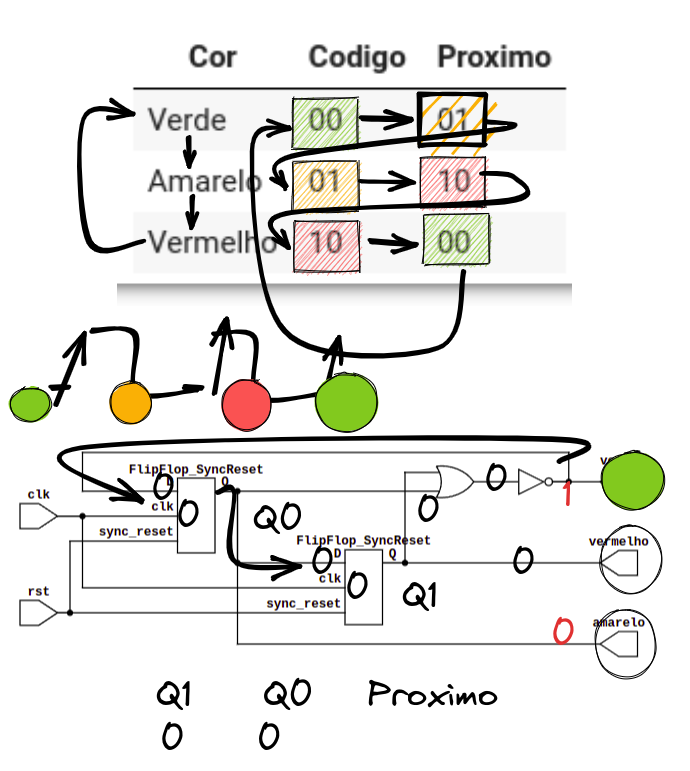 Cor Codigo Proximo
Verde 00 01
Amarelo 01 10
Vermelho 10 00
FlipFlop_SyncReset
0 D Q 0
clk clk 0 1
sync_reset Q0 0
FlipFlop_SyncReset
0 D Q 0 vermelho
rst clk 0 Q1
sync_reset
0 amarelo
Q1 Q0 Proximo
0 0